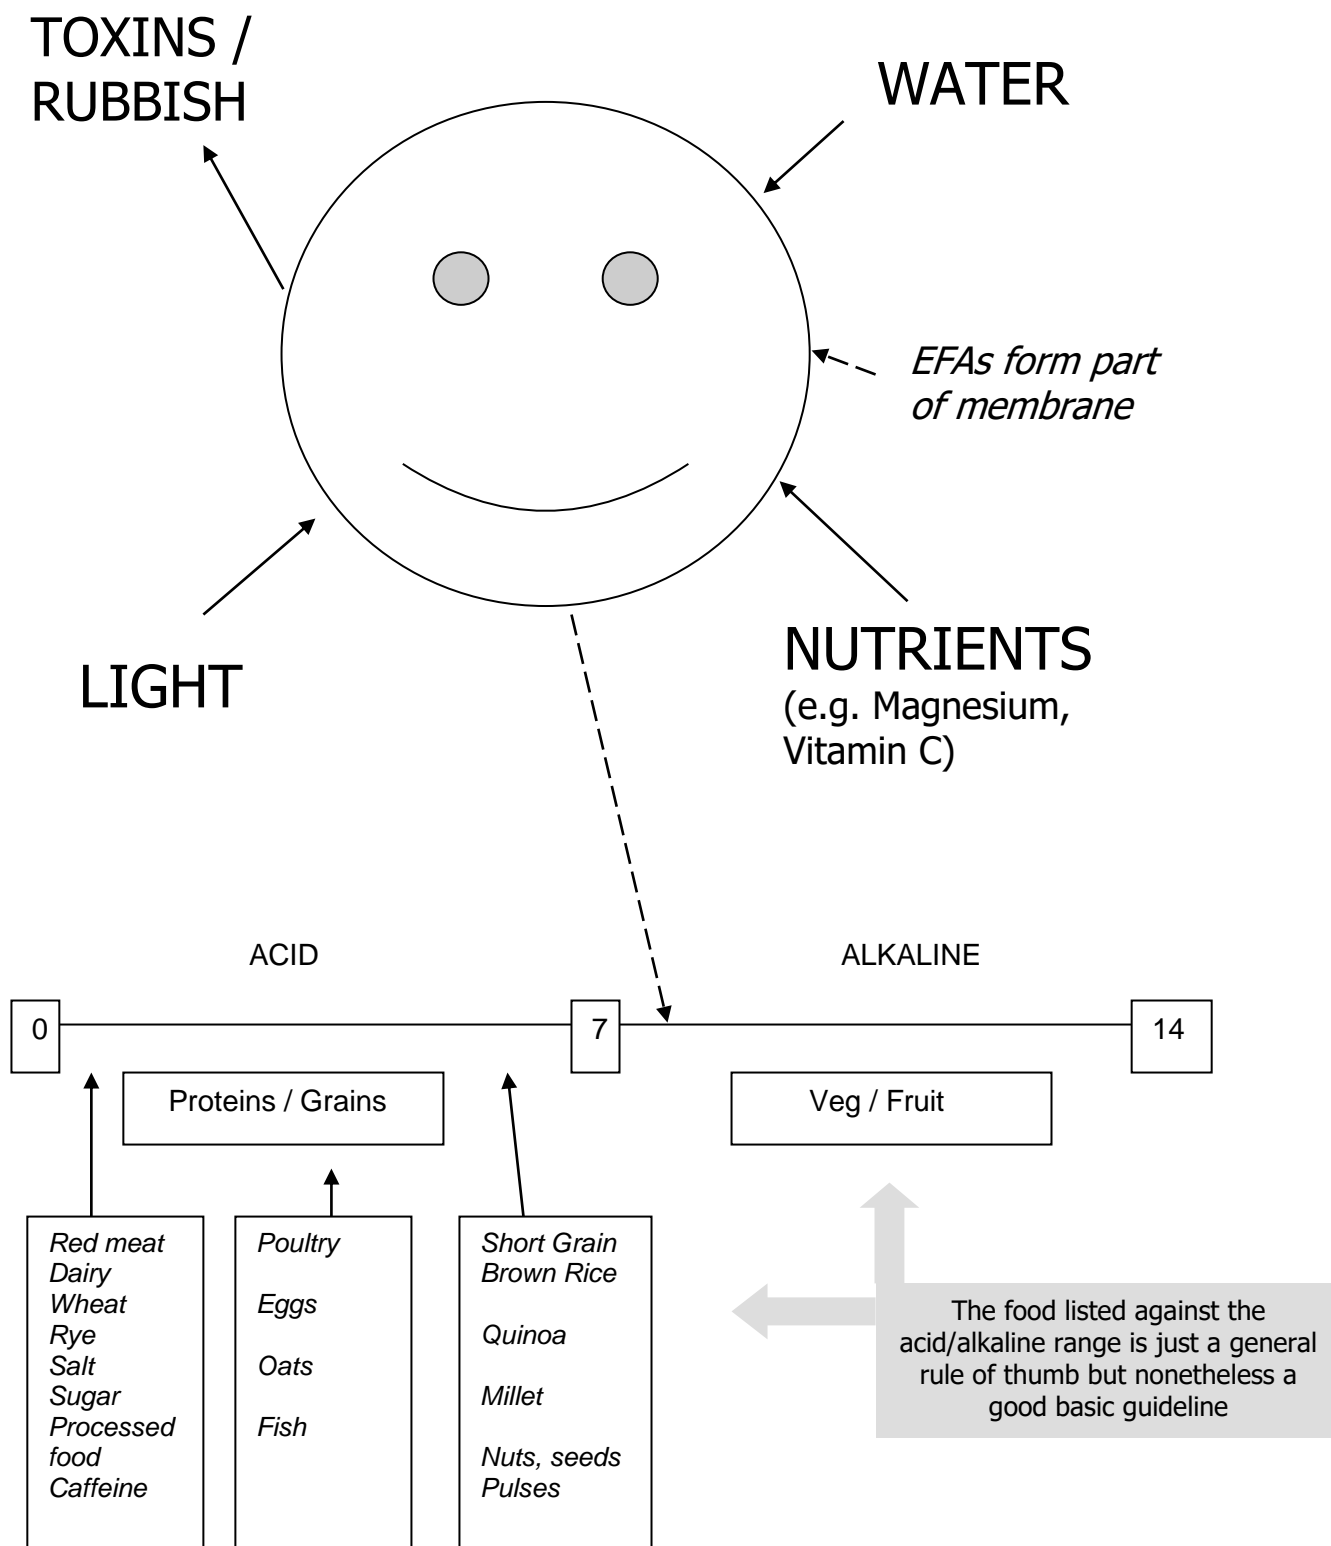 TOXINS /
RUBBISH
WATER
EFAs form part
of membrane
LIGHT
NUTRIENTS
(e.g. Magnesium,
Vitamin C)
ACID
ALKALINE
0
7
14
Proteins / Grains
Veg / Fruit
Red meat
Dairy
Wheat
Rye
Salt
Sugar
Processed
food
Caffeine
Poultry
Eggs
Oats
Fish
Short Grain
Brown Rice
Quinoa
Millet
Nuts, seeds
Pulses
The food listed against the
acid/alkaline range is just a general
rule of thumb but nonetheless a
good basic guideline